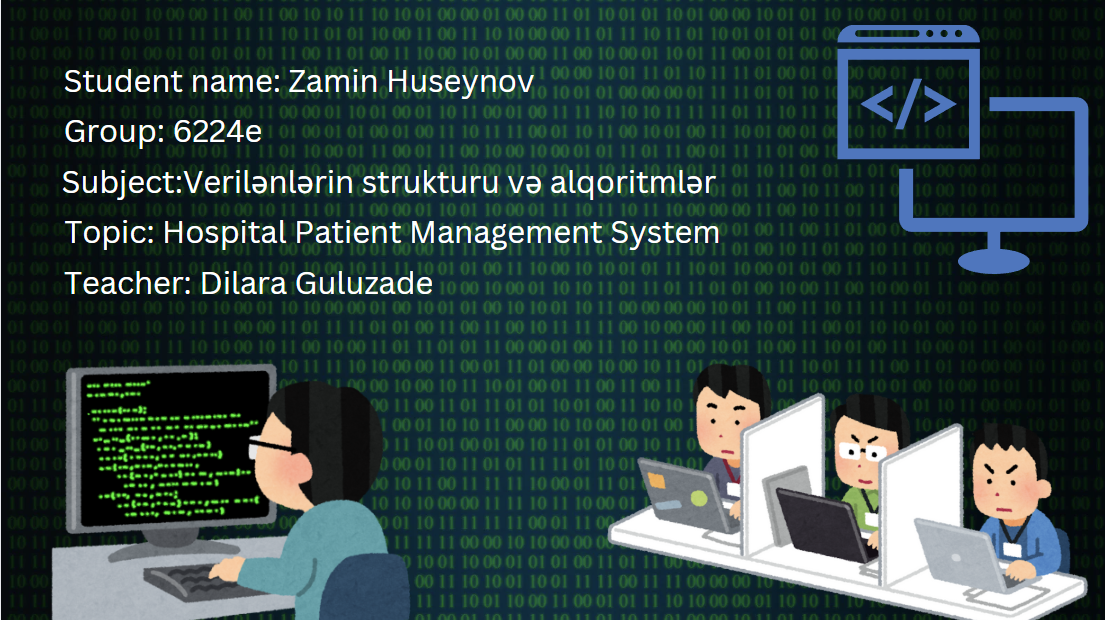 Student name: Zamin Huseynov
Group: 6224e
Subject:Verilənlərin strukturu və alqoritmlər
Topic: Hospital Patient Management System
Teacher: Dilara Guluzade